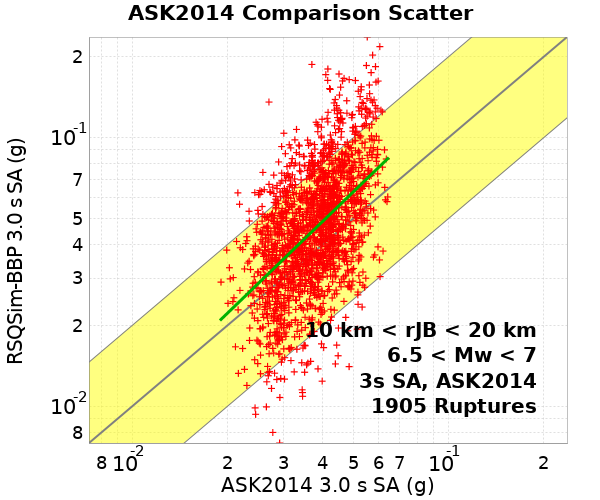 ASK2014 Comparison Scatter
RSQSim-BBP 3.0 s SA (g)
2
10^-1
7
5
4
3
2
10^-2
8
10 km < rJB < 20 km
6.5 < Mw < 7
3s SA, ASK2014
1905 Ruptures
8 10^-2 2 3 4 5 6 7 10^-1 2
ASK2014 3.0 s SA (g)